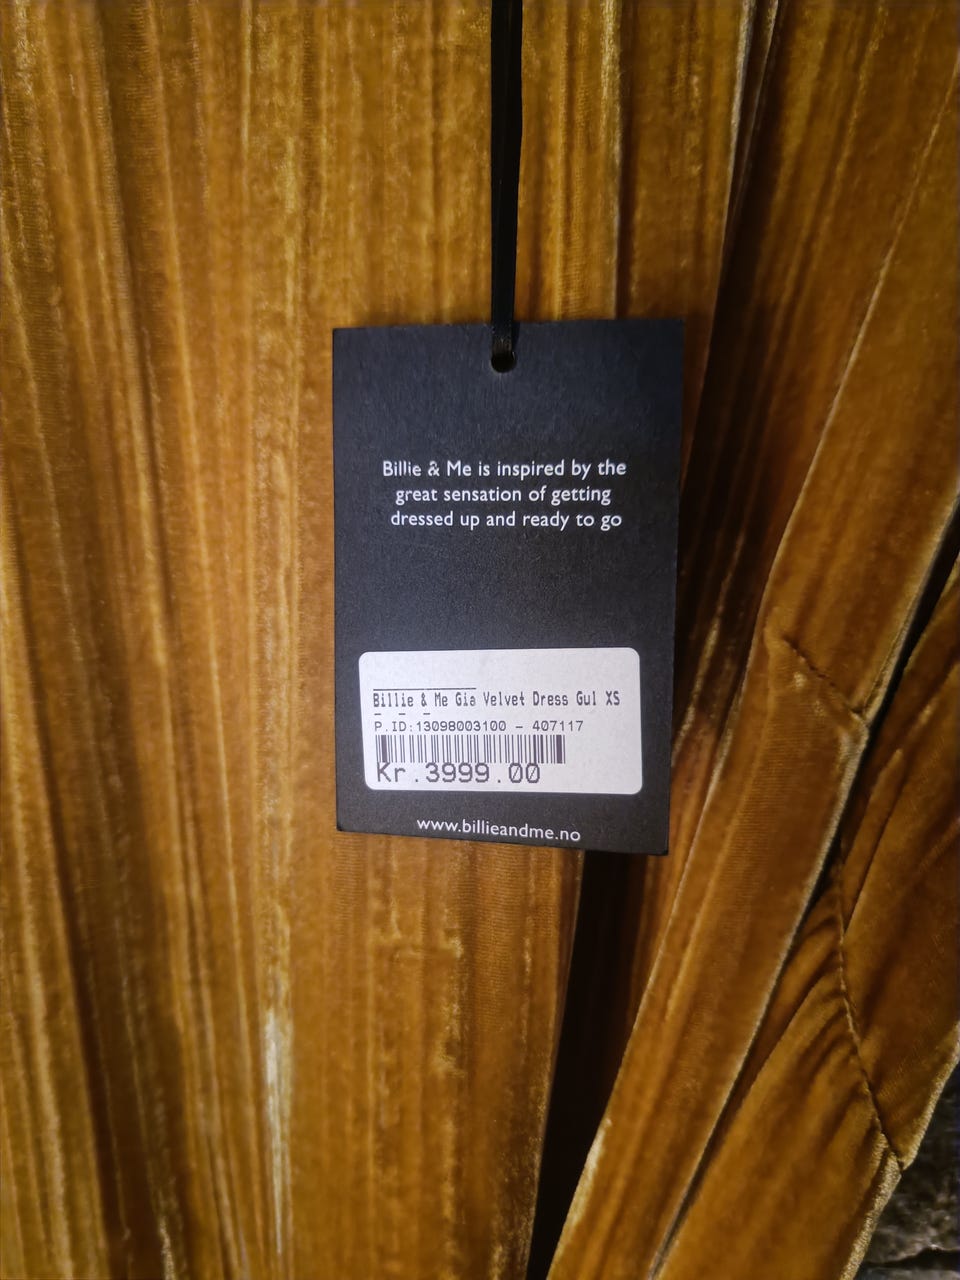 Billie & Me is inspired by the
great sensation of getting
dressed up and ready to go
Billie & Me Gia Velvet Dress Gul XS
P.ID:13098003100 - 407117
Kr.3999.00
www.billieandme.no